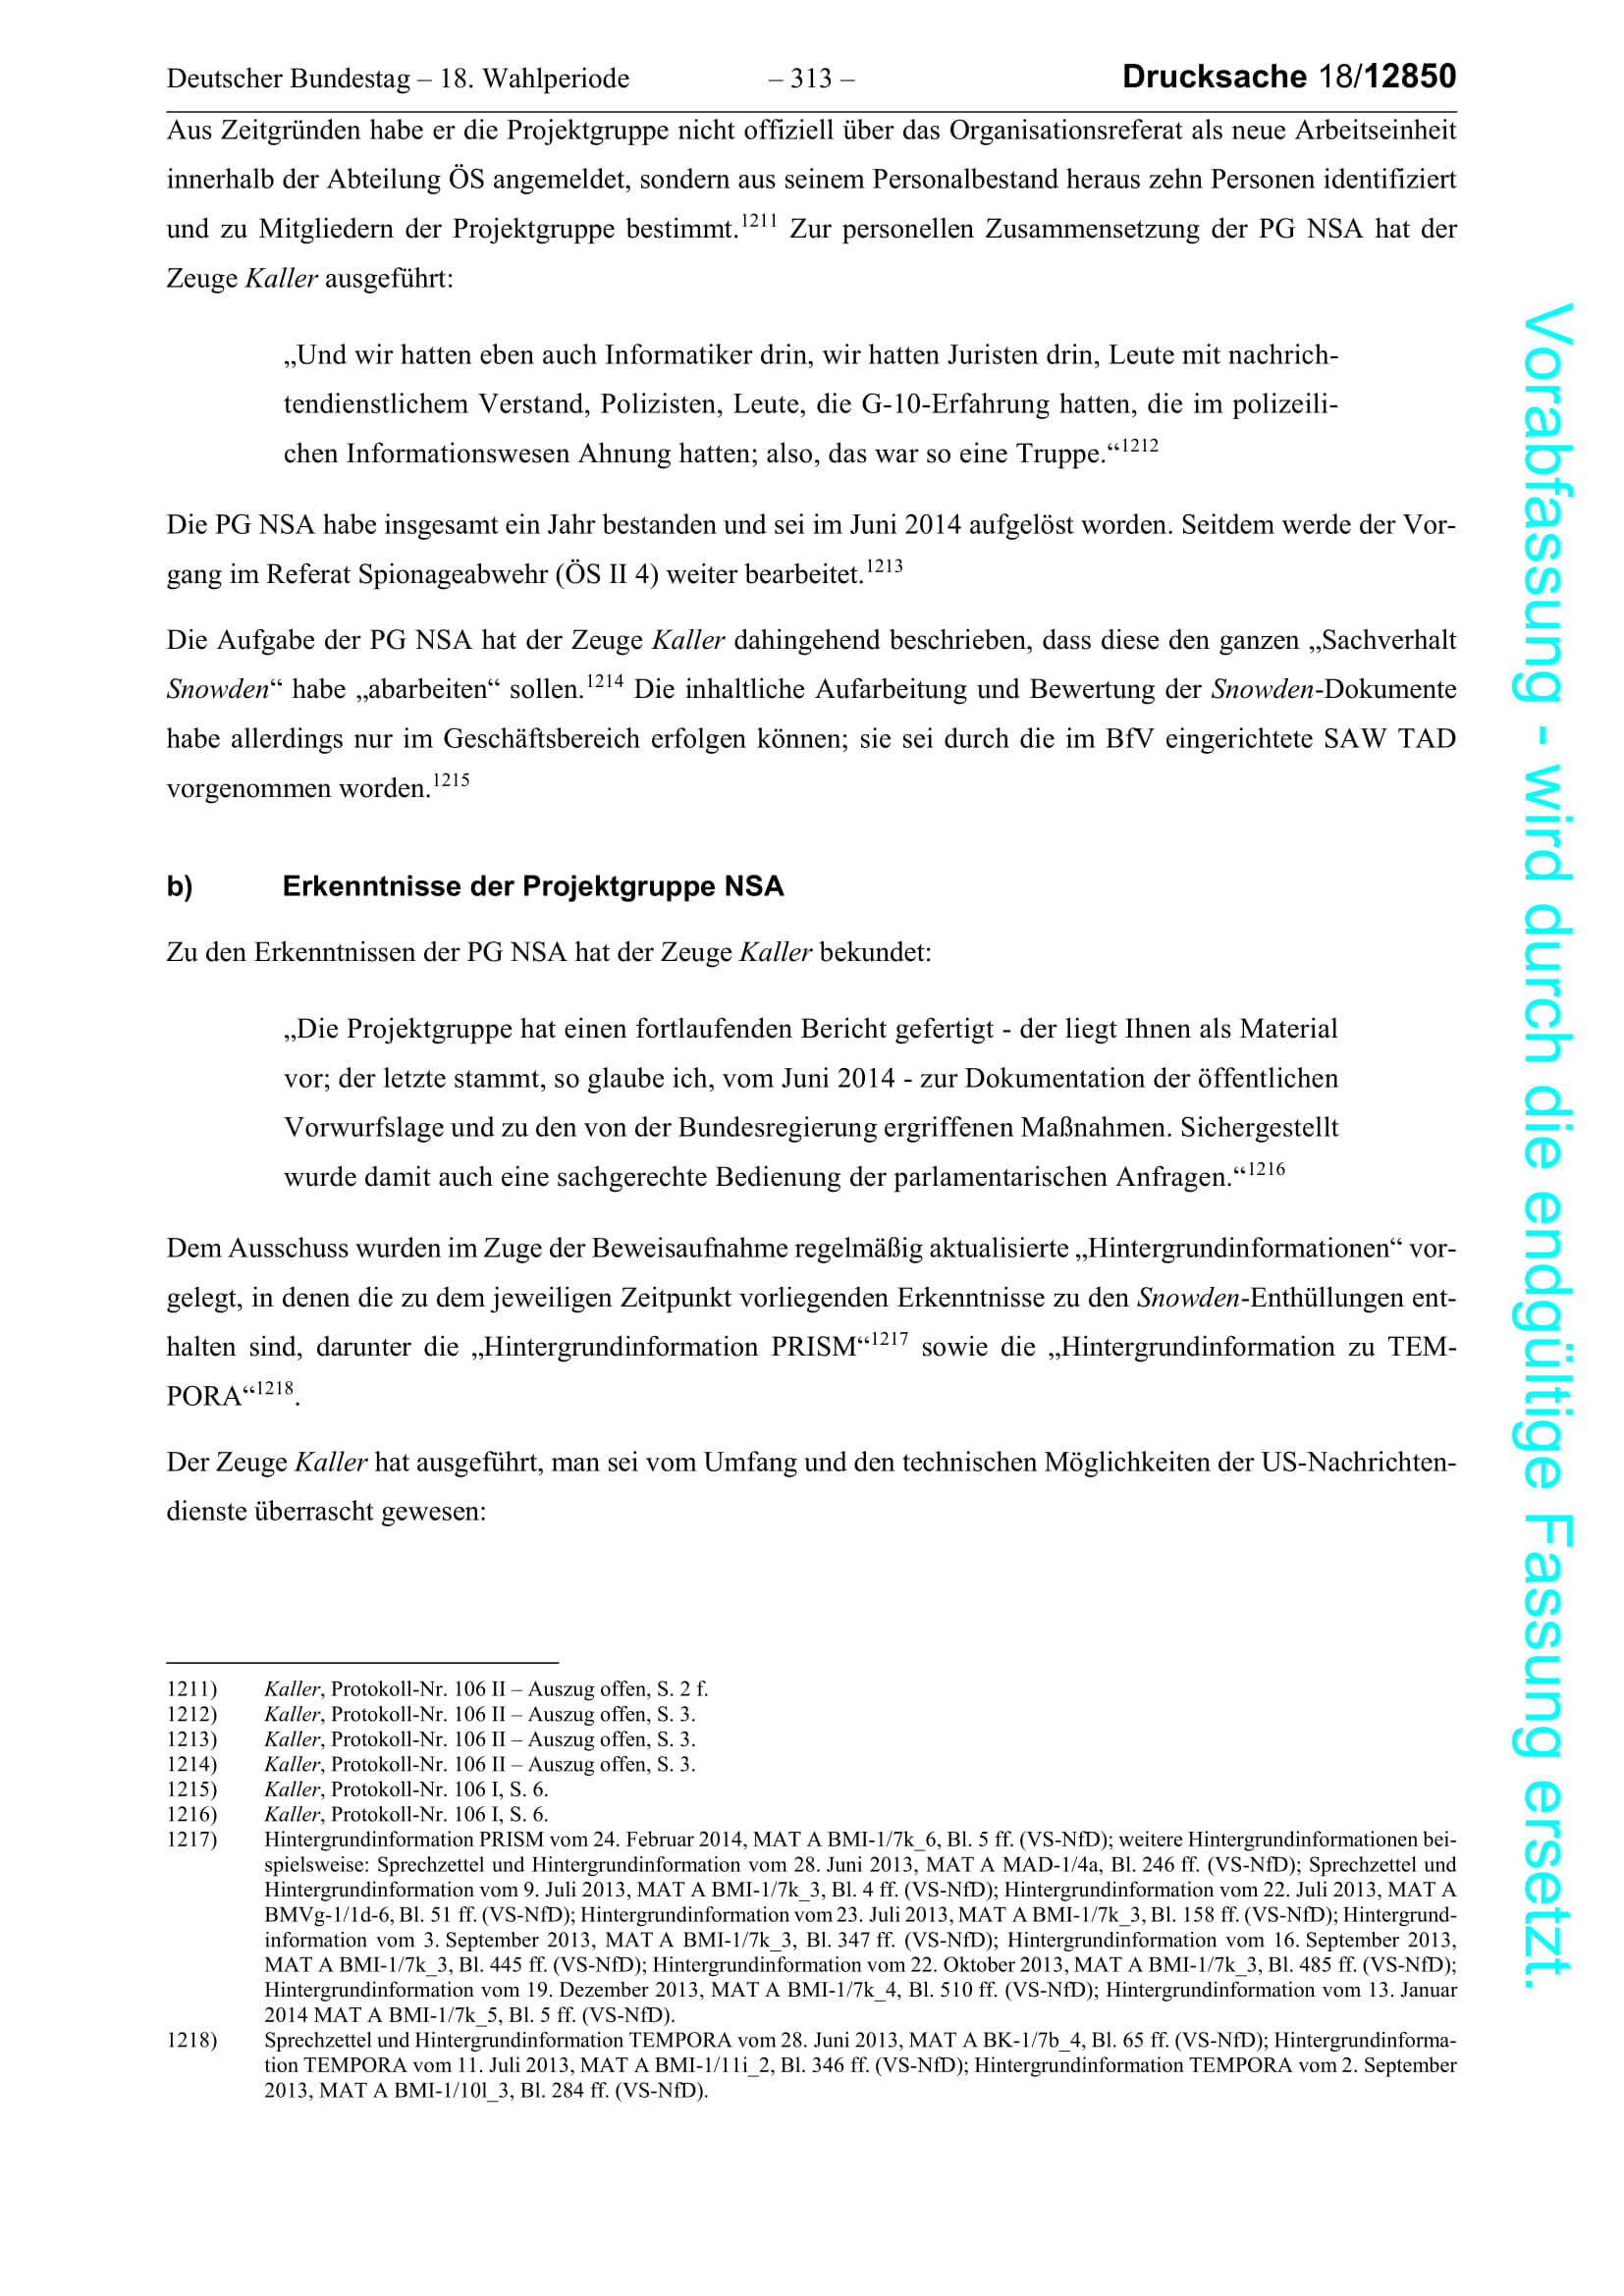 Deutscher Bundestag – 18. Wahlperiode – 313 – Drucksache 18/12850
Aus Zeitgründen habe er die Projektgruppe nicht offiziell über das Organisationsreferat als neue Arbeitseinheit
innerhalb der Abteilung ÖS angemeldet, sondern aus seinem Personalbestand heraus zehn Personen identifiziert
und zu Mitgliedern der Projektgruppe bestimmt.1211 Zur personellen Zusammensetzung der PG NSA hat der
Zeuge Kaller ausgeführt:
„Und wir hatten eben auch Informatiker drin, wir hatten Juristen drin, Leute mit nachrich-
tendienstlichem Verstand, Polizisten, Leute, die G-10-Erfahrung hatten, die im polizeili-
chen Informationswesen Ahnung hatten; also, das war so eine Truppe.“1212
Die PG NSA habe insgesamt ein Jahr bestanden und sei im Juni 2014 aufgelöst worden. Seitdem werde der Vor-
gang im Referat Spionageabwehr (ÖS II 4) weiter bearbeitet.1213
Die Aufgabe der PG NSA hat der Zeuge Kaller dahingehend beschrieben, dass diese den ganzen „Sachverhalt
Snowden“ habe „abarbeiten“ sollen.1214 Die inhaltliche Aufarbeitung und Bewertung der Snowden-Dokumente
habe allerdings nur im Geschäftsbereich erfolgen können; sie sei durch die im BfV eingerichtete SAW TAD
vorgenommen worden.1215
b) Erkenntnisse der Projektgruppe NSA
Zu den Erkenntnissen der PG NSA hat der Zeuge Kaller bekundet:
„Die Projektgruppe hat einen fortlaufenden Bericht gefertigt - der liegt Ihnen als Material
vor; der letzte stammt, so glaube ich, vom Juni 2014 - zur Dokumentation der öffentlichen
Vorwurfslage und zu den von der Bundesregierung ergriffenen Maßnahmen. Sichergestellt
wurde damit auch eine sachgerechte Bedienung der parlamentarischen Anfragen.“1216
Dem Ausschuss wurden im Zuge der Beweisaufnahme regelmäßig aktualisierte „Hintergrundinformationen“ vor-
gelegt, in denen die zu dem jeweiligen Zeitpunkt vorliegenden Erkenntnisse zu den Snowden-Enthüllungen ent-
halten sind, darunter die „Hintergrundinformation PRISM“1217 sowie die „Hintergrundinformation zu TEM-
PORA“1218.
Der Zeuge Kaller hat ausgeführt, man sei vom Umfang und den technischen Möglichkeiten der US-Nachrichten-
dienste überrascht gewesen:
1211) Kaller, Protokoll-Nr. 106 II – Auszug offen, S. 2 f.
1212) Kaller, Protokoll-Nr. 106 II – Auszug offen, S. 3.
1213) Kaller, Protokoll-Nr. 106 II – Auszug offen, S. 3.
1214) Kaller, Protokoll-Nr. 106 II – Auszug offen, S. 3.
1215) Kaller, Protokoll-Nr. 106 I, S. 6.
1216) Kaller, Protokoll-Nr. 106 I, S. 6.
1217) Hintergrundinformation PRISM vom 24. Februar 2014, MAT A BMI-1/7k_6, Bl. 5 ff. (VS-NfD); weitere Hintergrundinformationen bei-
spielsweise: Sprechzettel und Hintergrundinformation vom 28. Juni 2013, MAT A MAD-1/4a, Bl. 246 ff. (VS-NfD); Sprechzettel und
Hintergrundinformation vom 9. Juli 2013, MAT A BMI-1/7k_3, Bl. 4 ff. (VS-NfD); Hintergrundinformation vom 22. Juli 2013, MAT A
BMVg-1/1d-6, Bl. 51 ff. (VS-NfD); Hintergrundinformation vom 23. Juli 2013, MAT A BMI-1/7k_3, Bl. 158 ff. (VS-NfD); Hintergrund-
information vom 3. September 2013, MAT A BMI-1/7k_3, Bl. 347 ff. (VS-NfD); Hintergrundinformation vom 16. September 2013,
MAT A BMI-1/7k_3, Bl. 445 ff. (VS-NfD); Hintergrundinformation vom 22. Oktober 2013, MAT A BMI-1/7k_3, Bl. 485 ff. (VS-NfD);
Hintergrundinformation vom 19. Dezember 2013, MAT A BMI-1/7k_4, Bl. 510 ff. (VS-NfD); Hintergrundinformation vom 13. Januar
2014 MAT A BMI-1/7k_5, Bl. 5 ff. (VS-NfD).
1218) Sprechzettel und Hintergrundinformation TEMPORA vom 28. Juni 2013, MAT A BK-1/7b_4, Bl. 65 ff. (VS-NfD); Hintergrundinforma-
tion TEMPORA vom 11. Juli 2013, MAT A BMI-1/11i_2, Bl. 346 ff. (VS-NfD); Hintergrundinformation TEMPORA vom 2. September
2013, MAT A BMI-1/10l_3, Bl. 284 ff. (VS-NfD).
Vorabfassung - wird durch die endgültige Fassung ersetzt.